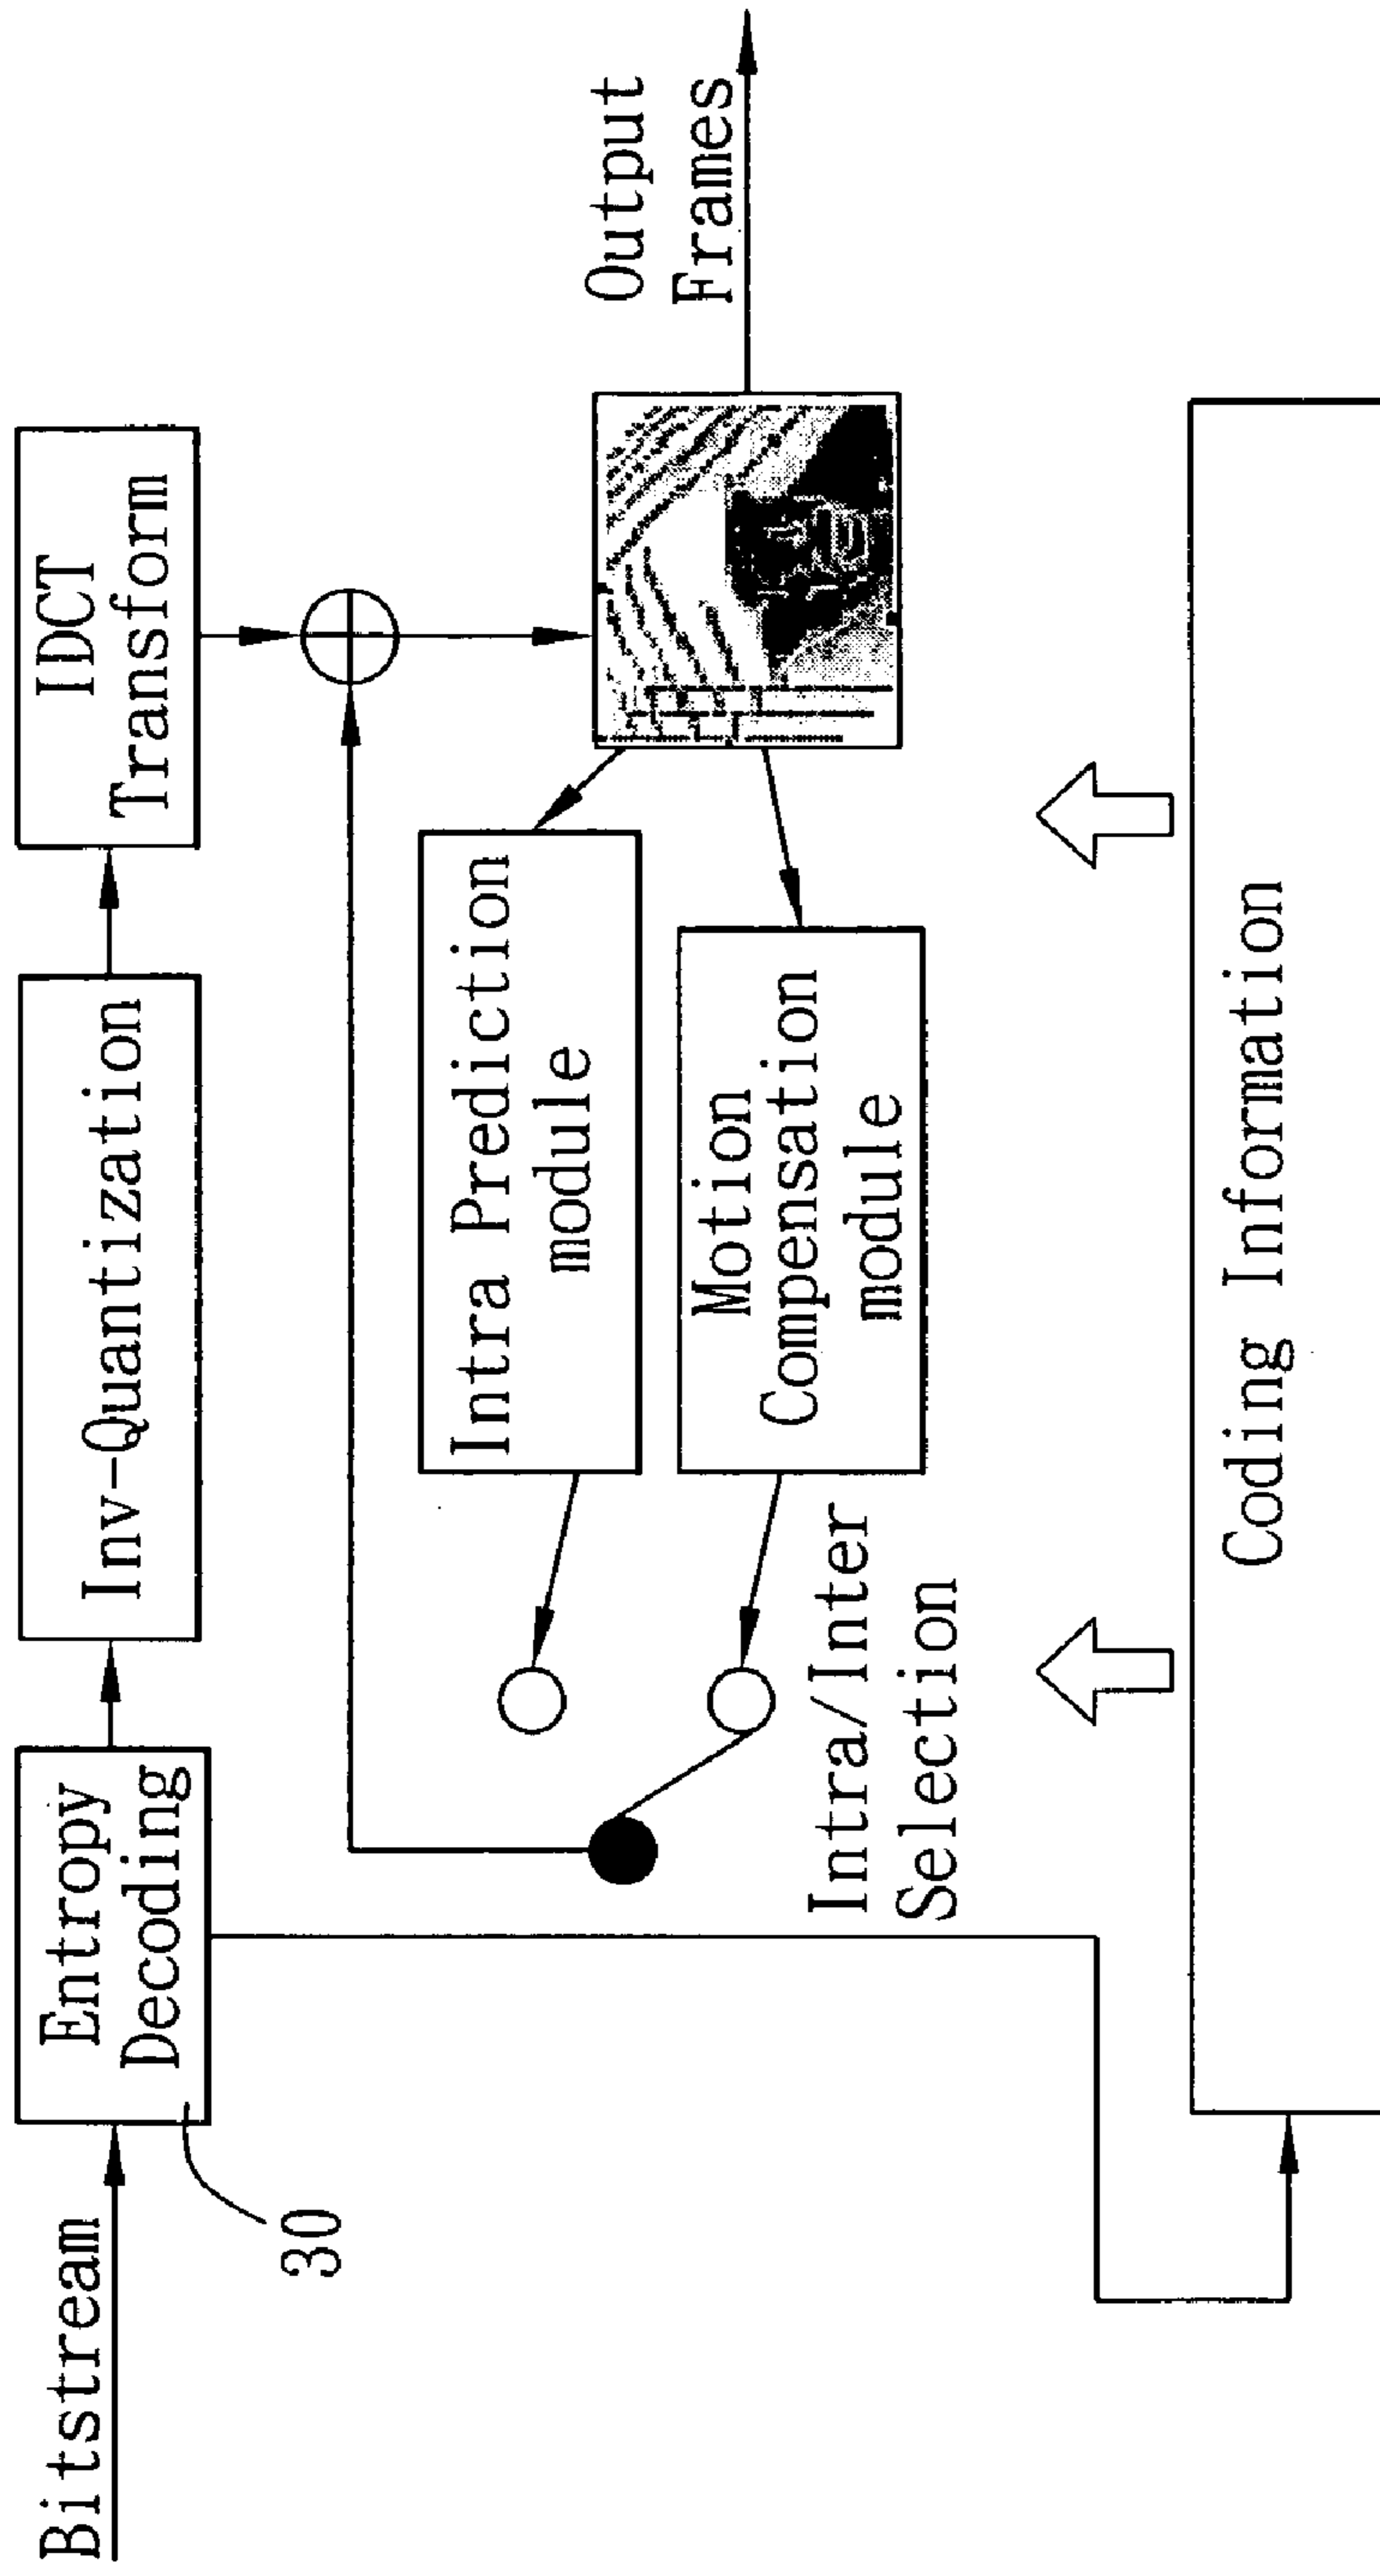 Bitstream
30
Entropy
Decoding
Inv-Quantization
IDCT
Transform
Intra Prediction
module
Motion
Compensation
module
Intra/Inter
Selection
Output
Frames
Coding Information